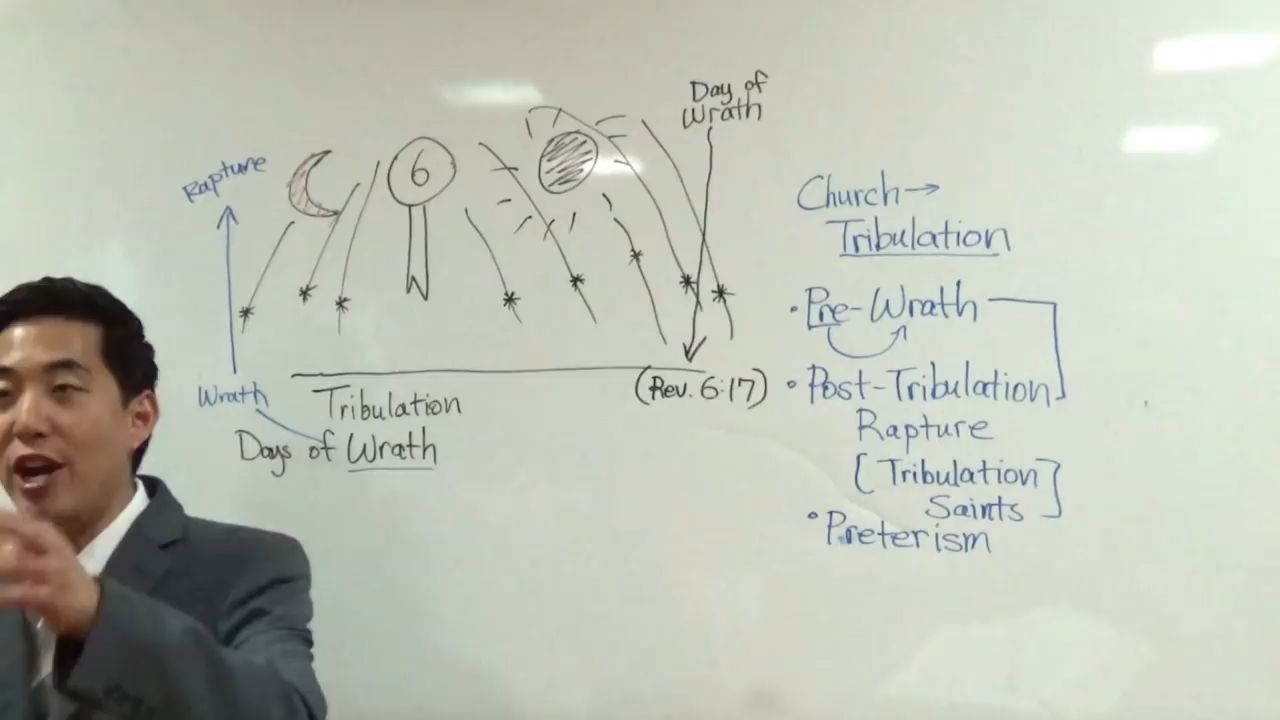 Rapture
6
Day of
Wrath
Wrath
Tribulation
Days of Wrath
(Rev. 6:17)
Church→
Tribulation
•Pre-Wrath
•Post-Tribulation
Rapture
[Tribulation
Saints]
•Preterism